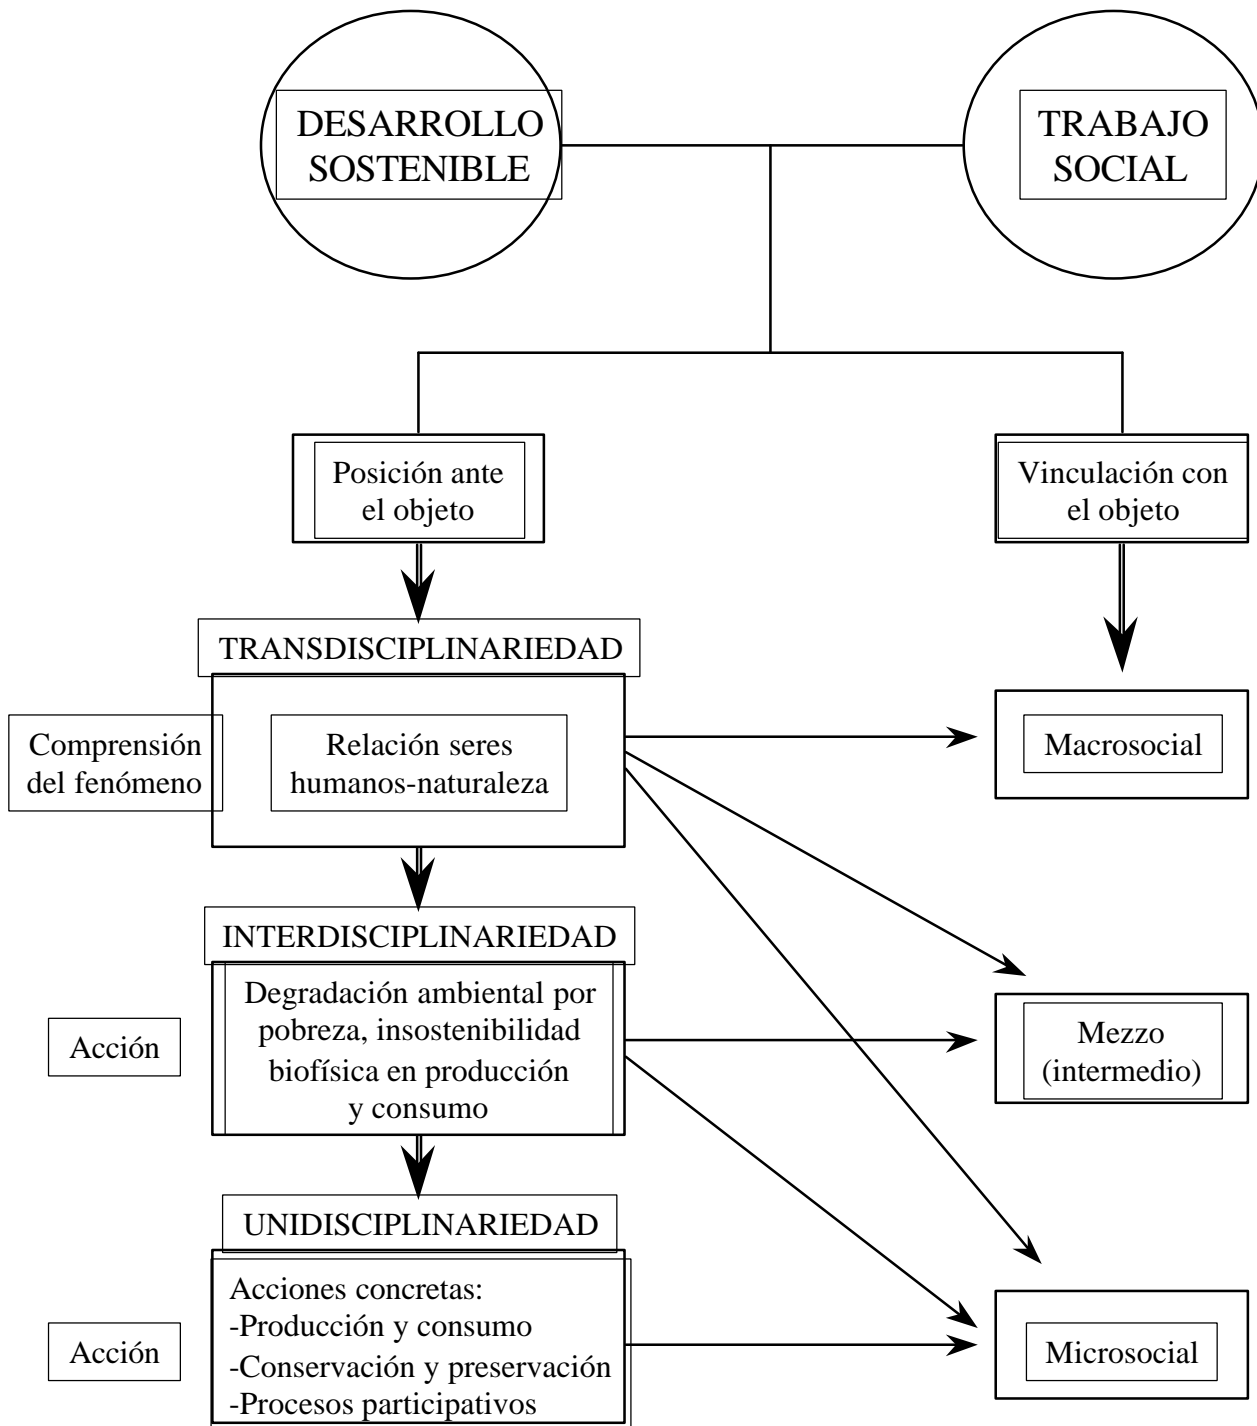 DESARROLLO
SOSTENIBLE
TRABAJO
SOCIAL
Posición ante
el objeto
Vinculación con
el objeto
TRANSDISCIPLINARIEDAD
Comprensión
del fenómeno
Relación seres
humanos-naturaleza
Macrosocial
INTERDISCIPLINARIEDAD
Acción
Degradación ambiental por
pobreza, insostenibilidad
biofísica en producción
y consumo
Mezzo
(intermedio)
UNIDISCIPLINARIEDAD
Acción
Acciones concretas:
-Producción y consumo
-Conservación y preservación
-Procesos participativos
Microsocial